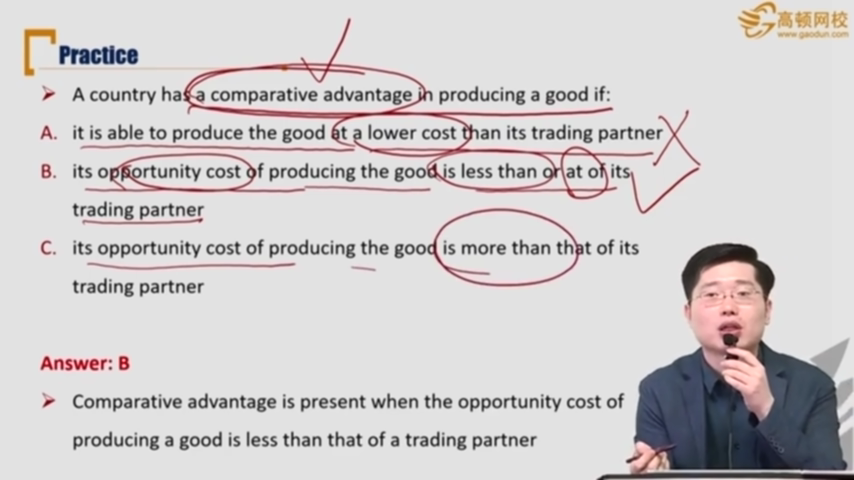 高顿网校
www.gaodun.com
Practice
A country has a comparative advantage in producing a good if:
A. it is able to produce the good at a lower cost than its trading partner
B. its opportunity cost of producing the good is less than or at of its
trading partner
C. its opportunity cost of producing the good is more than that of its
trading partner
Answer: B
Comparative advantage is present when the opportunity cost of
producing a good is less than that of a trading partner